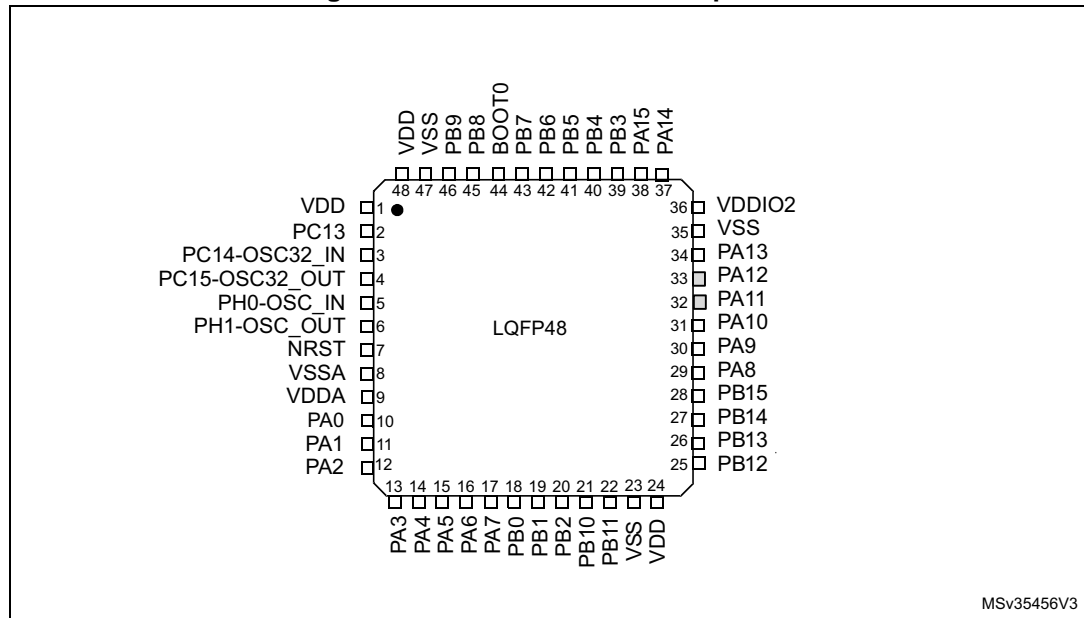 VDD
VSS
PB9
PB8
BOOT0
PB7
PB6
PB5
PB4
PB3
PA15
PA14
48 47 46 45 44 43 42 41 40 39 38 37
VDD 1
PC13 2
PC14-OSC32_IN 3
PC15-OSC32_OUT 4
PH0-OSC_IN 5
PH1-OSC_OUT 6
NRST 7
VSSA 8
VDDA 9
PA0 10
PA1 11
PA2 12
LQFP48
36 VDDIO2
35 VSS
34 PA13
33 PA12
32 PA11
31 PA10
30 PA9
29 PA8
28 PB15
27 PB14
26 PB13
25 PB12
13 14 15 16 17 18 19 20 21 22 23 24
PA3
PA4
PA5
PA6
PA7
PB0
PB1
PB2
PB10
PB11
VSS
VDD
MSv35456V3